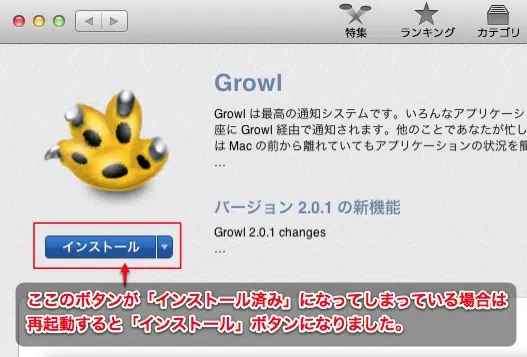 特集
ランキング
カテゴリ
Growl
Growl は最高の通知システムです。いろんなアプリケーシ
座に Growl 経由で通知されます。他のことであなたが忙し
は Mac の前から離れていてもアプリケーションの状況を簡
...
バージョン 2.0.1 の新機能
Growl 2.0.1 changes
...
インストール
ここのボタンが「インストール済み」になってしまっている場合は
再起動すると「インストール」ボタンになりました。